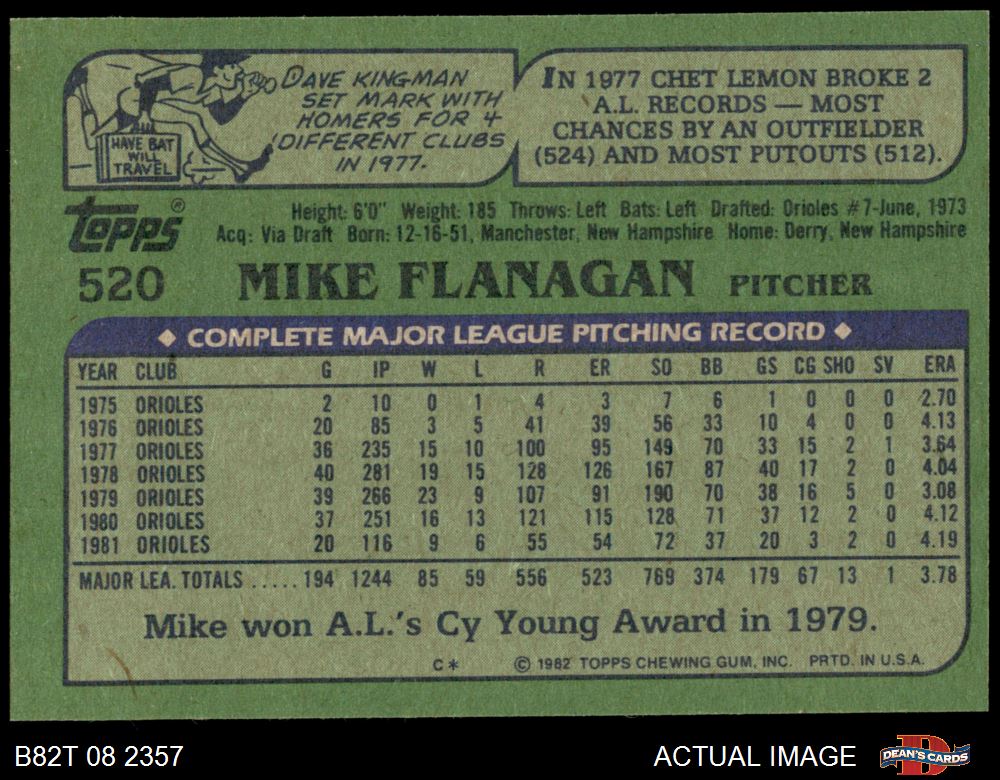 DAVE KINGMAN
SET MARK WITH
HOMERS FOR 4
DIFFERENT CLUBS
IN 1977.
HAVE BAT
WILL
TRAVEL
IN 1977 CHET LEMON BROKE 2
A.L. RECORDS — MOST
CHANCES BY AN OUTFIELDER
(524) AND MOST PUTOUTS (512).
Topps®
Height: 6'0" Weight: 185 Throws: Left Bats: Left Drafted: Orioles #7-June, 1973
Acq: Via Draft Born: 12-16-51, Manchester, New Hampshire Home: Derry, New Hampshire
520 MIKE FLANAGAN PITCHER
◆ COMPLETE MAJOR LEAGUE PITCHING RECORD ◆
YEAR CLUB G IP W L R ER SO BB GS CG SHO SV ERA
1975 ORIOLES 2 10 0 1 4 3 7 6 1 0 0 0 2.70
1976 ORIOLES 20 85 3 5 41 39 56 33 10 4 0 0 4.13
1977 ORIOLES 36 235 15 10 100 95 149 70 33 15 2 1 3.64
1978 ORIOLES 40 281 19 15 128 126 167 87 40 17 2 0 4.04
1979 ORIOLES 39 266 23 9 107 91 190 70 38 16 5 0 3.08
1980 ORIOLES 37 251 16 13 121 115 128 71 37 12 2 0 4.12
1981 ORIOLES 20 116 9 6 55 54 72 37 20 3 2 0 4.19
MAJOR LEA. TOTALS ..... 194 1244 85 59 556 523 769 374 179 67 13 1 3.78
Mike won A.L.'s Cy Young Award in 1979.
C* © 1982 TOPPS CHEWING GUM, INC. PRTD. IN U.S.A.
B82T 08 2357 ACTUAL IMAGE DEAN'S CARDS